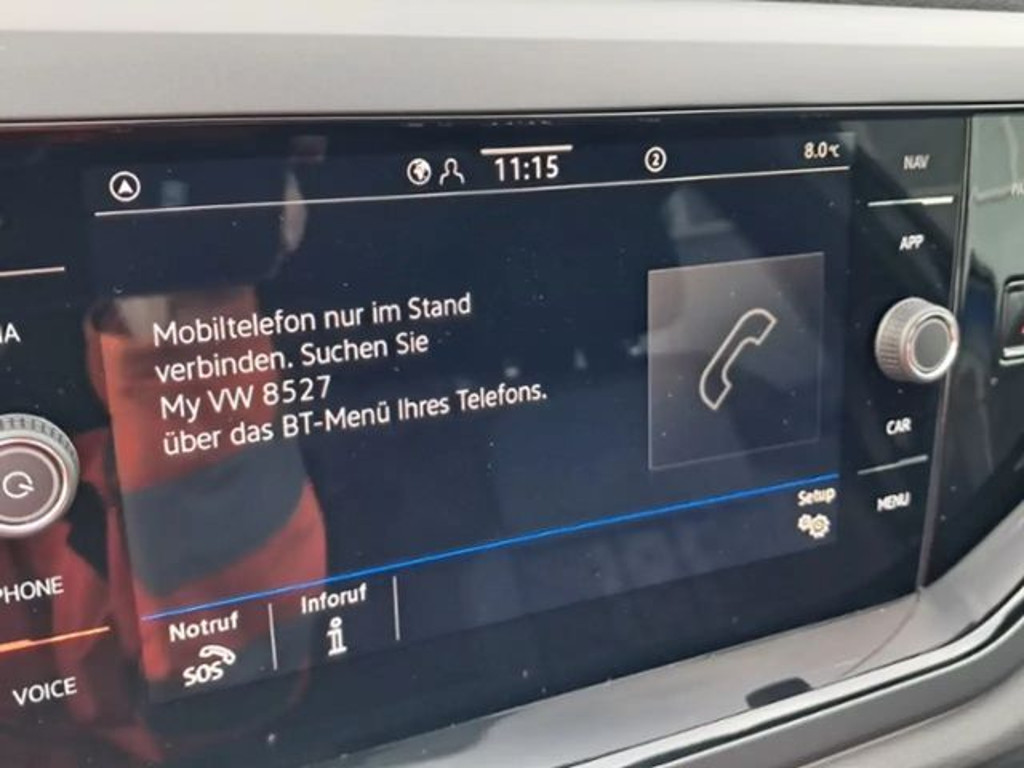 11:15
2
8.0°C
NAV
APP
Mobiltelefon nur im Stand
verbinden. Suchen Sie
My VW 8527
über das BT-Menü Ihres Telefons.
CAR
Setup
MENU
PHONE
Notruf
SOS
Inforuf
i
VOICE